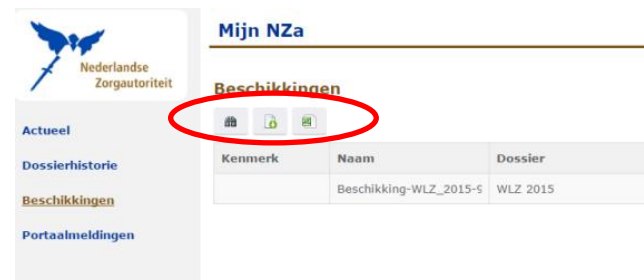 Mijn NZa
Nederlandse
Zorgautoriteit
Beschikkingen
Actueel
Dossierhistorie
Beschikkingen
Portaalmeldingen
Kenmerk Naam Dossier
Beschikking-WLZ_2015-9 WLZ 2015